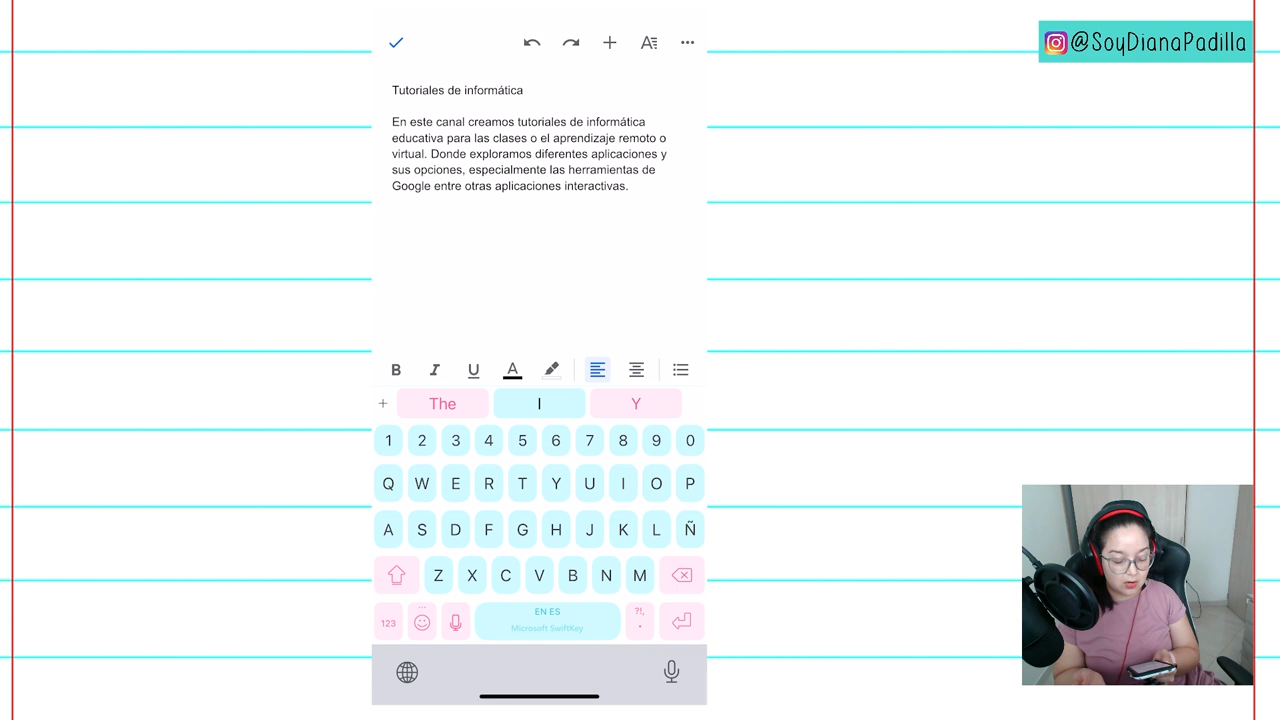 @SoyDianaPadilla
Tutoriales de informática
En este canal creamos tutoriales de informática
educativa para las clases o el aprendizaje remoto o
virtual. Donde exploramos diferentes aplicaciones y
sus opciones, especialmente las herramientas de
Google entre otras aplicaciones interactivas.
B I U A
The I Y
1 2 3 4 5 6 7 8 9 0
Q W E R T Y U I O P
A S D F G H J K L Ñ
Z X C V B N M
123 EN ES ?!,
Microsoft SwiftKey .